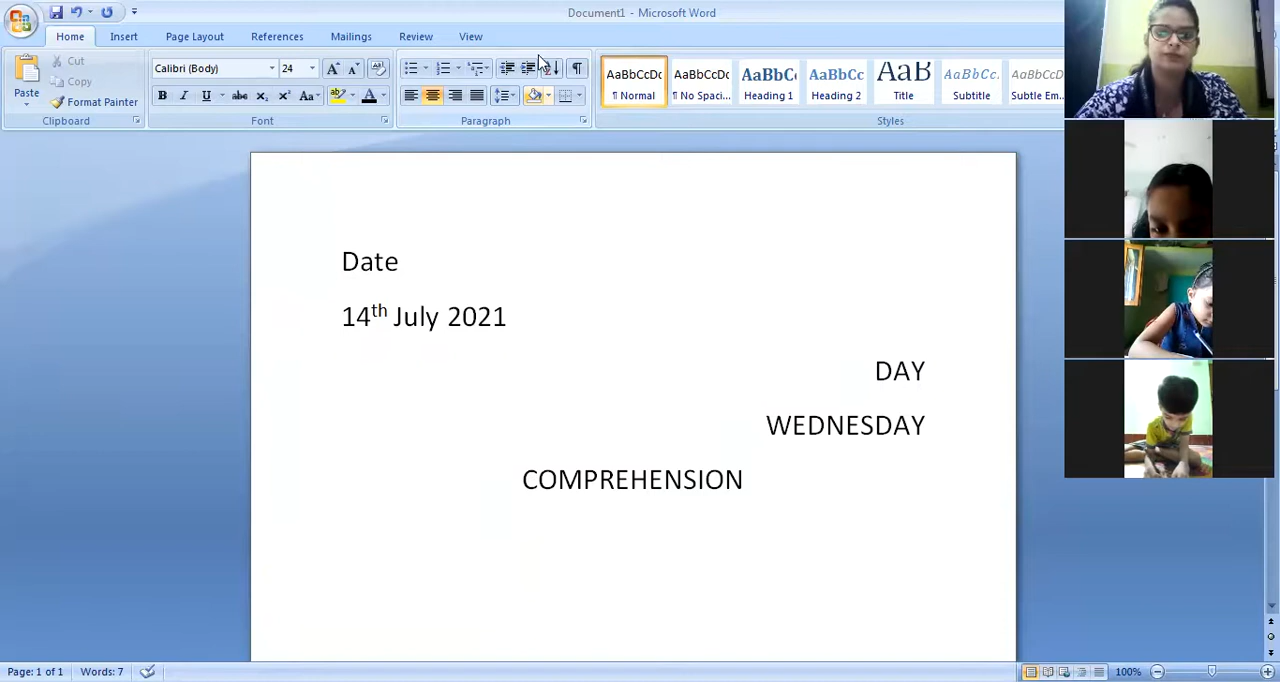 Document1 - Microsoft Word
Home Insert Page Layout References Mailings Review View
Cut
Copy
Paste
Format Painter
Clipboard
Calibri (Body) 24
Font
Paragraph
AaBbCcDc AaBbCcDc AaBbC AaBbCc AaB AaBbCc. AaBbCcDc
¶ Normal ¶ No Spaci... Heading 1 Heading 2 Title Subtitle Subtle Em...
Styles
Date
14th July 2021
DAY
WEDNESDAY
COMPREHENSION
Page: 1 of 1 Words: 7 100%